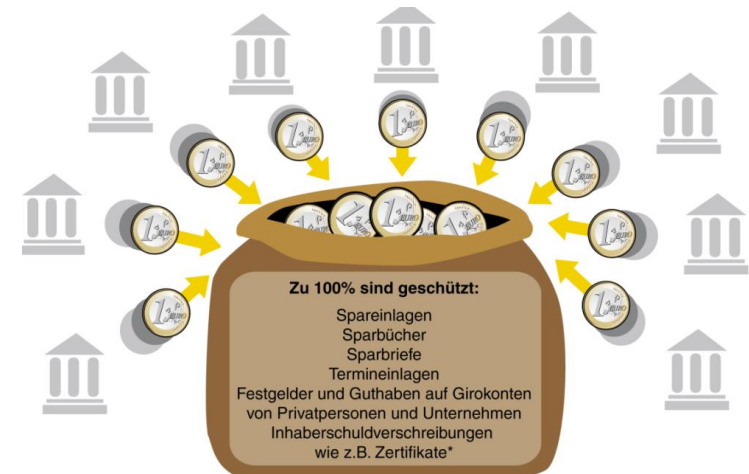 Zu 100% sind geschützt:
Spareinlagen
Sparbücher
Sparbriefe
Termineinlagen
Festgelder und Guthaben auf Girokonten
von Privatpersonen und Unternehmen
Inhaberschuldverschreibungen
wie z.B. Zertifikate*